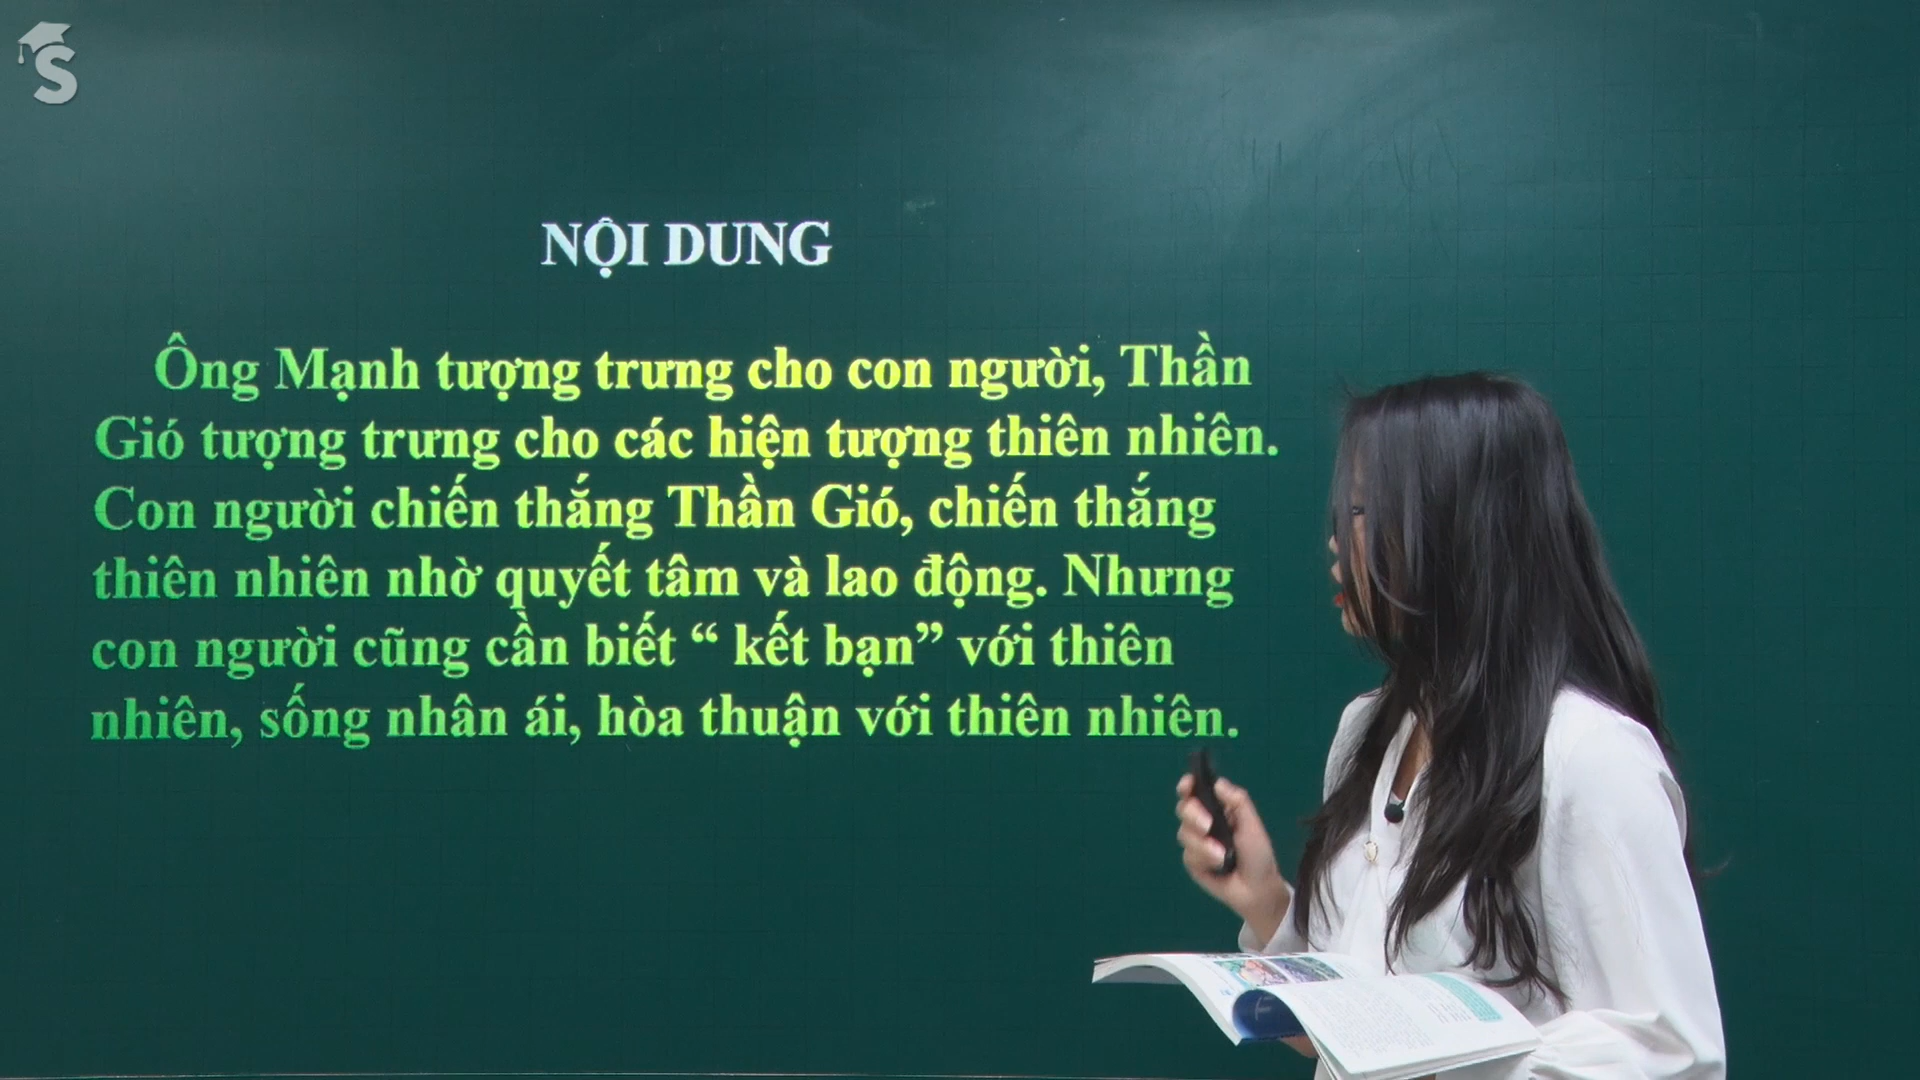 S
NỘI DUNG
Ông Mạnh tượng trưng cho con người, Thần
Gió tượng trưng cho các hiện tượng thiên nhiên.
Con người chiến thắng Thần Gió, chiến thắng
thiên nhiên nhờ quyết tâm và lao động. Nhưng
con người cũng cần biết “ kết bạn” với thiên
nhiên, sống nhân ái, hòa thuận với thiên nhiên.